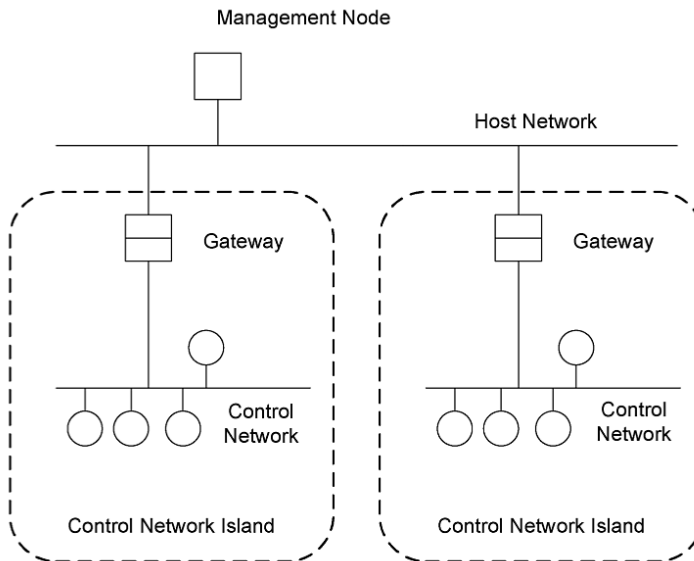 Management Node
Host Network
Gateway
Gateway
Control
Network
Control
Network
Control Network Island
Control Network Island